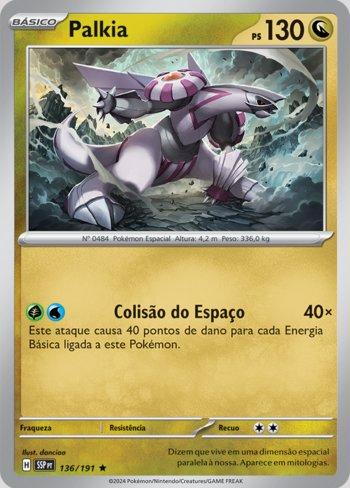 BÁSICO
Palkia
PS 130
Nº 0484 Pokémon Espacial Altura: 4,2 m Peso: 336,0 kg
Colisão do Espaço 40×
Este ataque causa 40 pontos de dano para cada Energia
Básica ligada a este Pokémon.
Fraqueza Resistência Recuo
Ilust. danciao
H SSP PT 136/191 ★
Dizem que vive em uma dimensão espacial
paralela à nossa. Aparece em mitologias.
©2024 Pokémon/Nintendo/Creatures/GAME FREAK